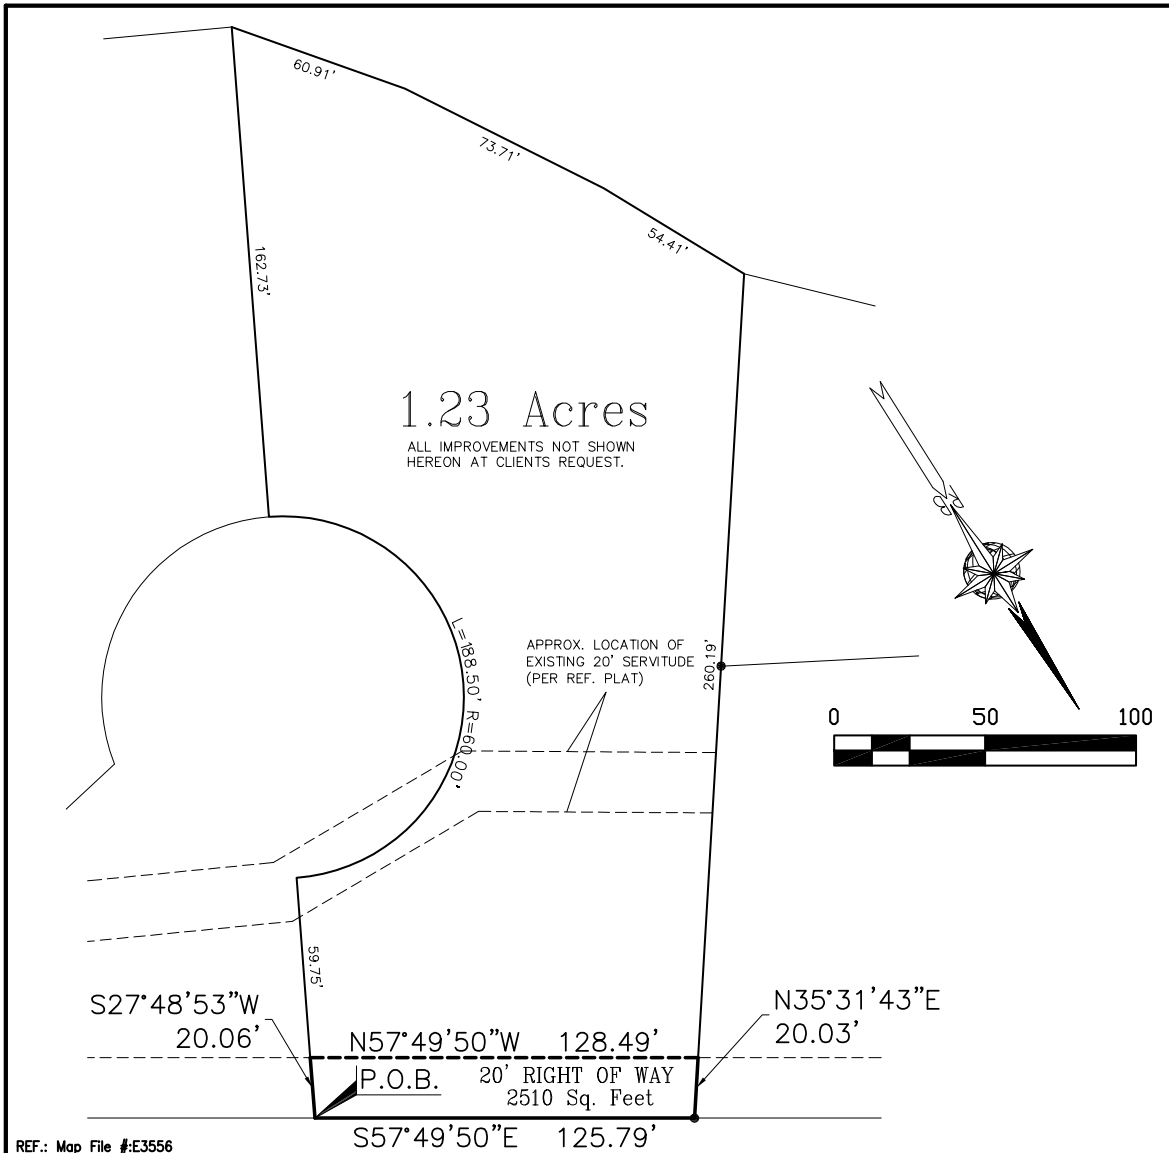 60.91'
73.71'
54.41'
162.73'
1.23 Acres
ALL IMPROVEMENTS NOT SHOWN
HEREON AT CLIENTS REQUEST.
L=188.50' R=60.00'
APPROX. LOCATION OF
EXISTING 20' SERVITUDE
(PER REF. PLAT)
260.19'
0 50 100
59.75'
S27°48'53"W
20.06'
N57°49'50"W 128.49'
N35°31'43"E
20.03'
P.O.B.
20' RIGHT OF WAY
2510 Sq. Feet
S57°49'50"E 125.79'
REF.: Map File #:E3556